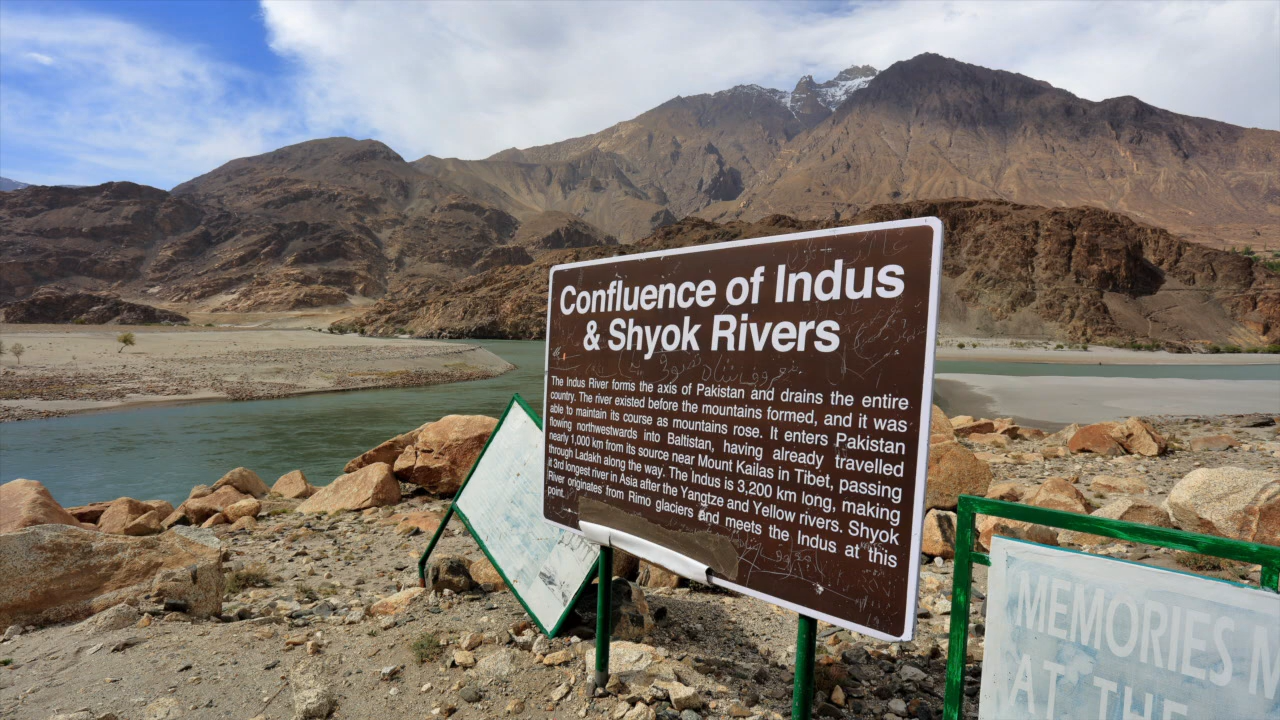 Confluence of Indus
& Shyok Rivers
The Indus River forms the axis of Pakistan and drains the entire
country. The river existed before the mountains formed, and it was
able to maintain its course as mountains rose. It enters Pakistan
flowing northwestwards into Baltistan, having already travelled
nearly 1,000 km from its source near Mount Kailas in Tibet, passing
through Ladakh along the way. The Indus is 3,200 km long, making
it 3rd longest river in Asia after the Yangtze and Yellow rivers. Shyok
River originates from Rimo glaciers and meets the Indus at this
point
MEMORIES M
AT THE